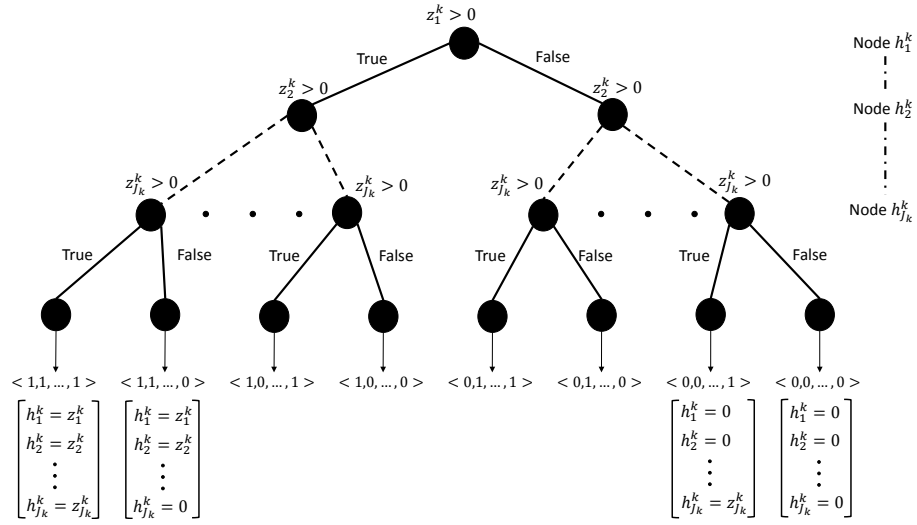 z_1^k > 0
True
False
Node h_1^k
z_2^k > 0
z_2^k > 0
Node h_2^k
z_{J_k}^k > 0
z_{J_k}^k > 0
z_{J_k}^k > 0
z_{J_k}^k > 0
Node h_{J_k}^k
True
False
True
False
True
False
True
False
< 1,1, … , 1 >
< 1,1, … , 0 >
< 1,0, … , 1 >
< 1,0, … , 0 >
< 0,1, … , 1 >
< 0,1, … , 0 >
< 0,0, … , 1 >
< 0,0, … , 0 >
h_1^k = z_1^k
h_2^k = z_2^k
⋮
h_{J_k}^k = z_{J_k}^k
h_1^k = z_1^k
h_2^k = z_2^k
⋮
h_{J_k}^k = 0
h_1^k = 0
h_2^k = 0
⋮
h_{J_k}^k = z_{J_k}^k
h_1^k = 0
h_2^k = 0
⋮
h_{J_k}^k = 0